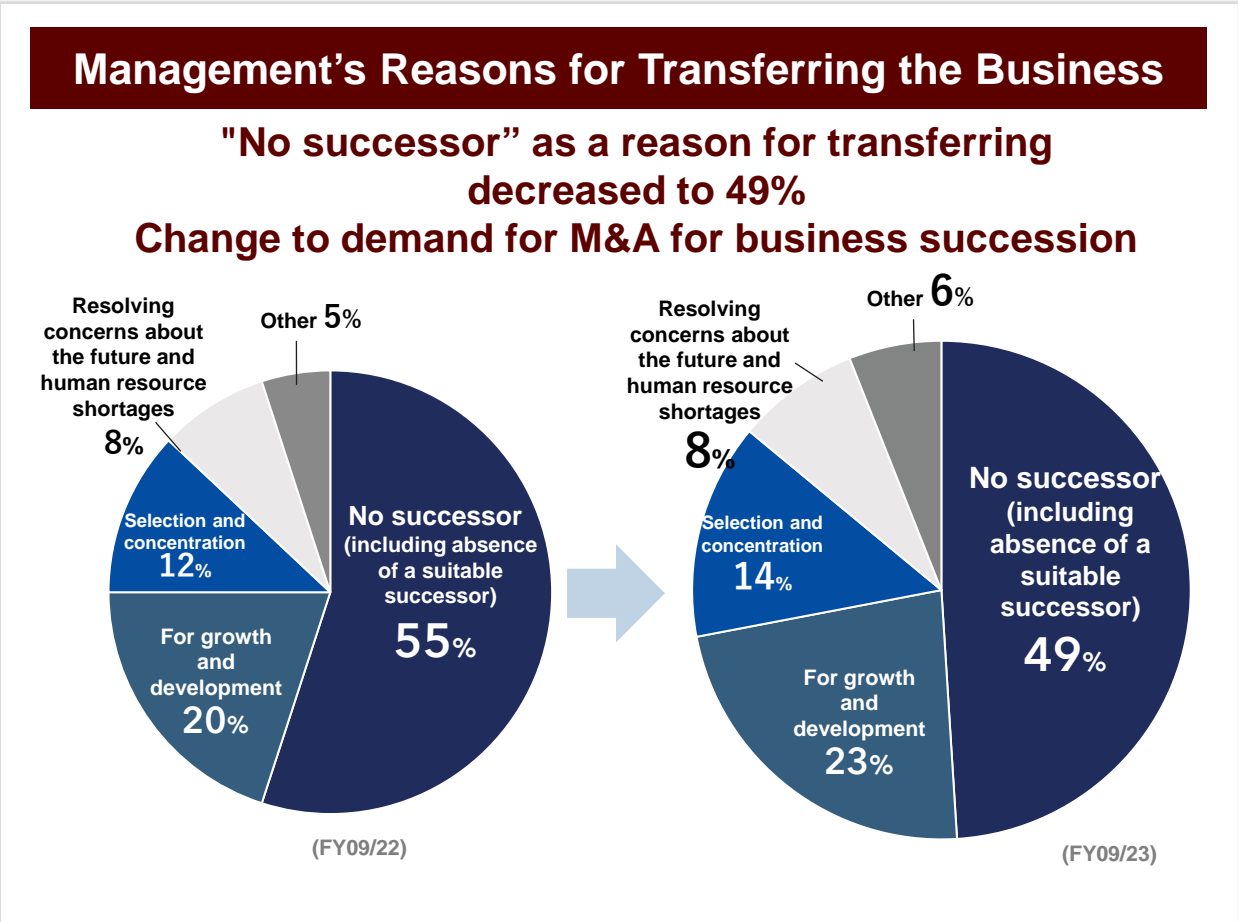 Management’s Reasons for Transferring the Business
"No successor” as a reason for transferring
decreased to 49%
Change to demand for M&A for business succession
Resolving
concerns about
the future and
human resource
shortages
8%
Other 5%
Selection and
concentration
12%
For growth
and
development
20%
No successor
(including absence
of a suitable
successor)
55%
(FY09/22)
Resolving
concerns about
the future and
human resource
shortages
8%
Other 6%
Selection and
concentration
14%
For growth
and
development
23%
No successor
(including
absence of a
suitable
successor)
49%
(FY09/23)